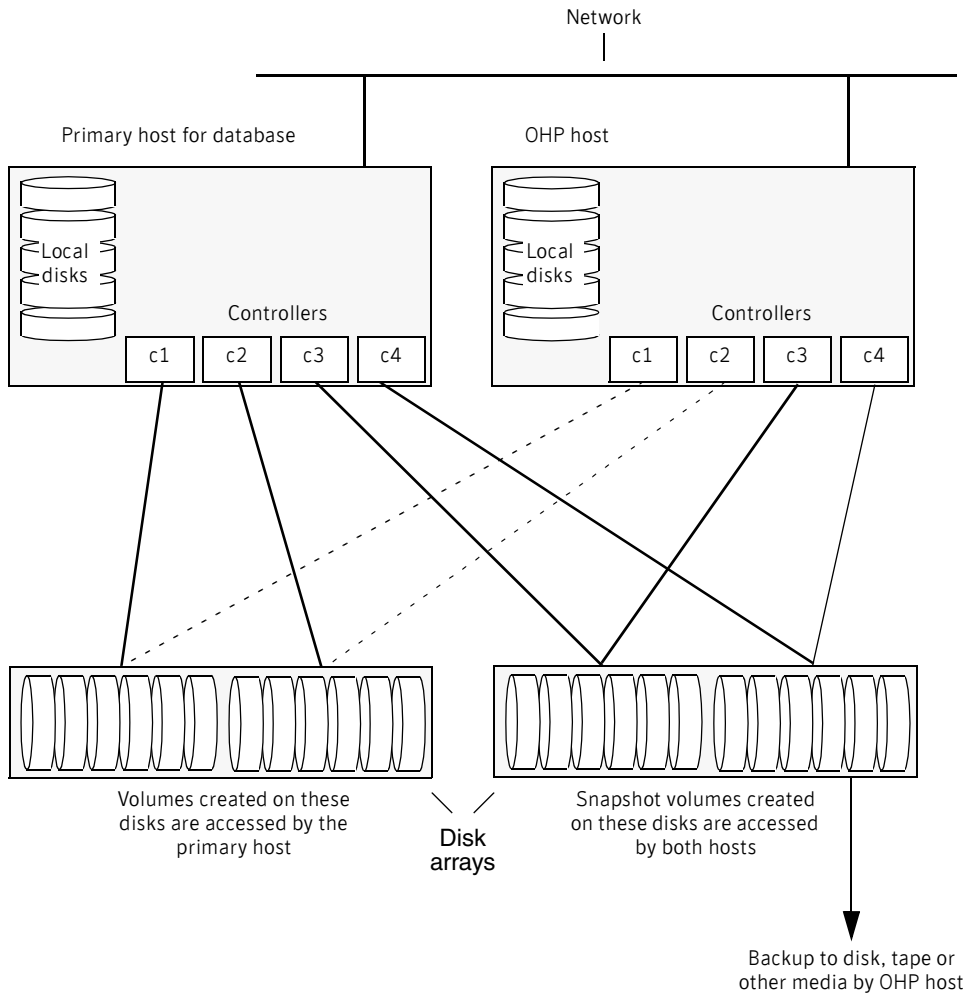 Network
Primary host for database
OHP host
Local
disks
Local
disks
Controllers
Controllers
c1
c2
c3
c4
c1
c2
c3
c4
Volumes created on these
disks are accessed by the
primary host
Disk
arrays
Snapshot volumes created
on these disks are accessed
by both hosts
Backup to disk, tape or
other media by OHP host